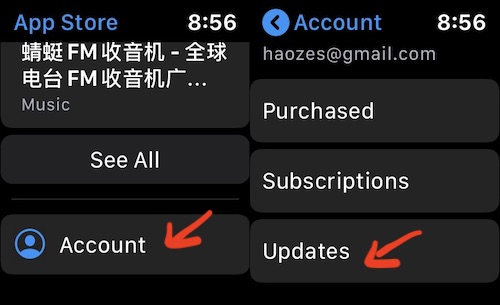 App Store 8:56
蜻蜓 FM 收音机 - 全球
电台 FM 收音机广...
Music
See All
Account
Account 8:56
haozes@gmail.com
Purchased
Subscriptions
Updates